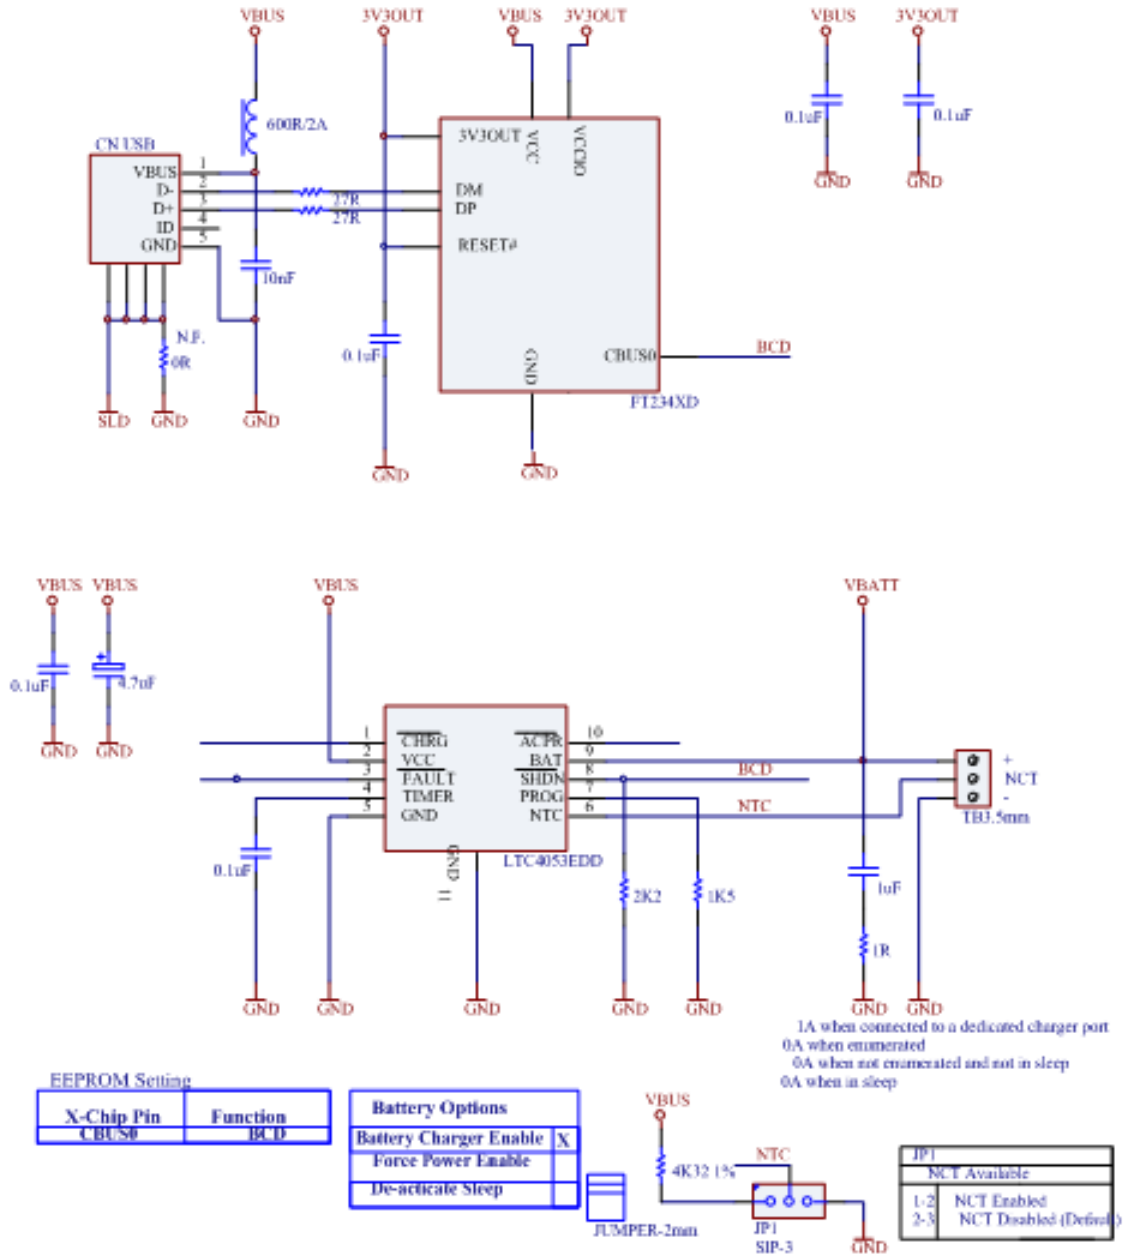 VBUS 3V3OUT VBUS 3V3OUT VBUS 3V3OUT
600R/2A
0.1uF 0.1uF
CN USB
3V3OUT VCC VCCIO
VBUS 1
D- 2 27R DM
D+ 3 27R DP
ID 4
GND 5 RESET#
GND GND
10nF
N.F.
0R
0.1uF
GND
CBUS0 BCD
FT234XD
SLD GND GND
GND GND
VBUS VBUS VBUS VBATT
0.1uF 4.7uF
GND GND
1 CHRG ACPR 10
2 VCC BAT 9
3 FAULT SHDN 8 BCD
4 TIMER PROG 7
5 GND NTC 6 NTC
+
NCT
-
TB3.5mm
LTC4053EDD
GND 11
0.1uF
2K2 1K5
1uF
1R
GND GND GND GND GND GND GND
1A when connected to a dedicated charger port
0A when enumerated
0A when not enumerated and not in sleep
0A when in sleep
EEPROM Setting
X-Chip Pin Function
CBUS0 BCD
Battery Options
Battery Charger Enable X
Force Power Enable
De-acticate Sleep
JUMPER-2mm
VBUS
4K32 1%
NTC
JP1
SIP-3
GND
JP1
NCT Available
1-2 NCT Enabled
2-3 NCT Disabled (Default)